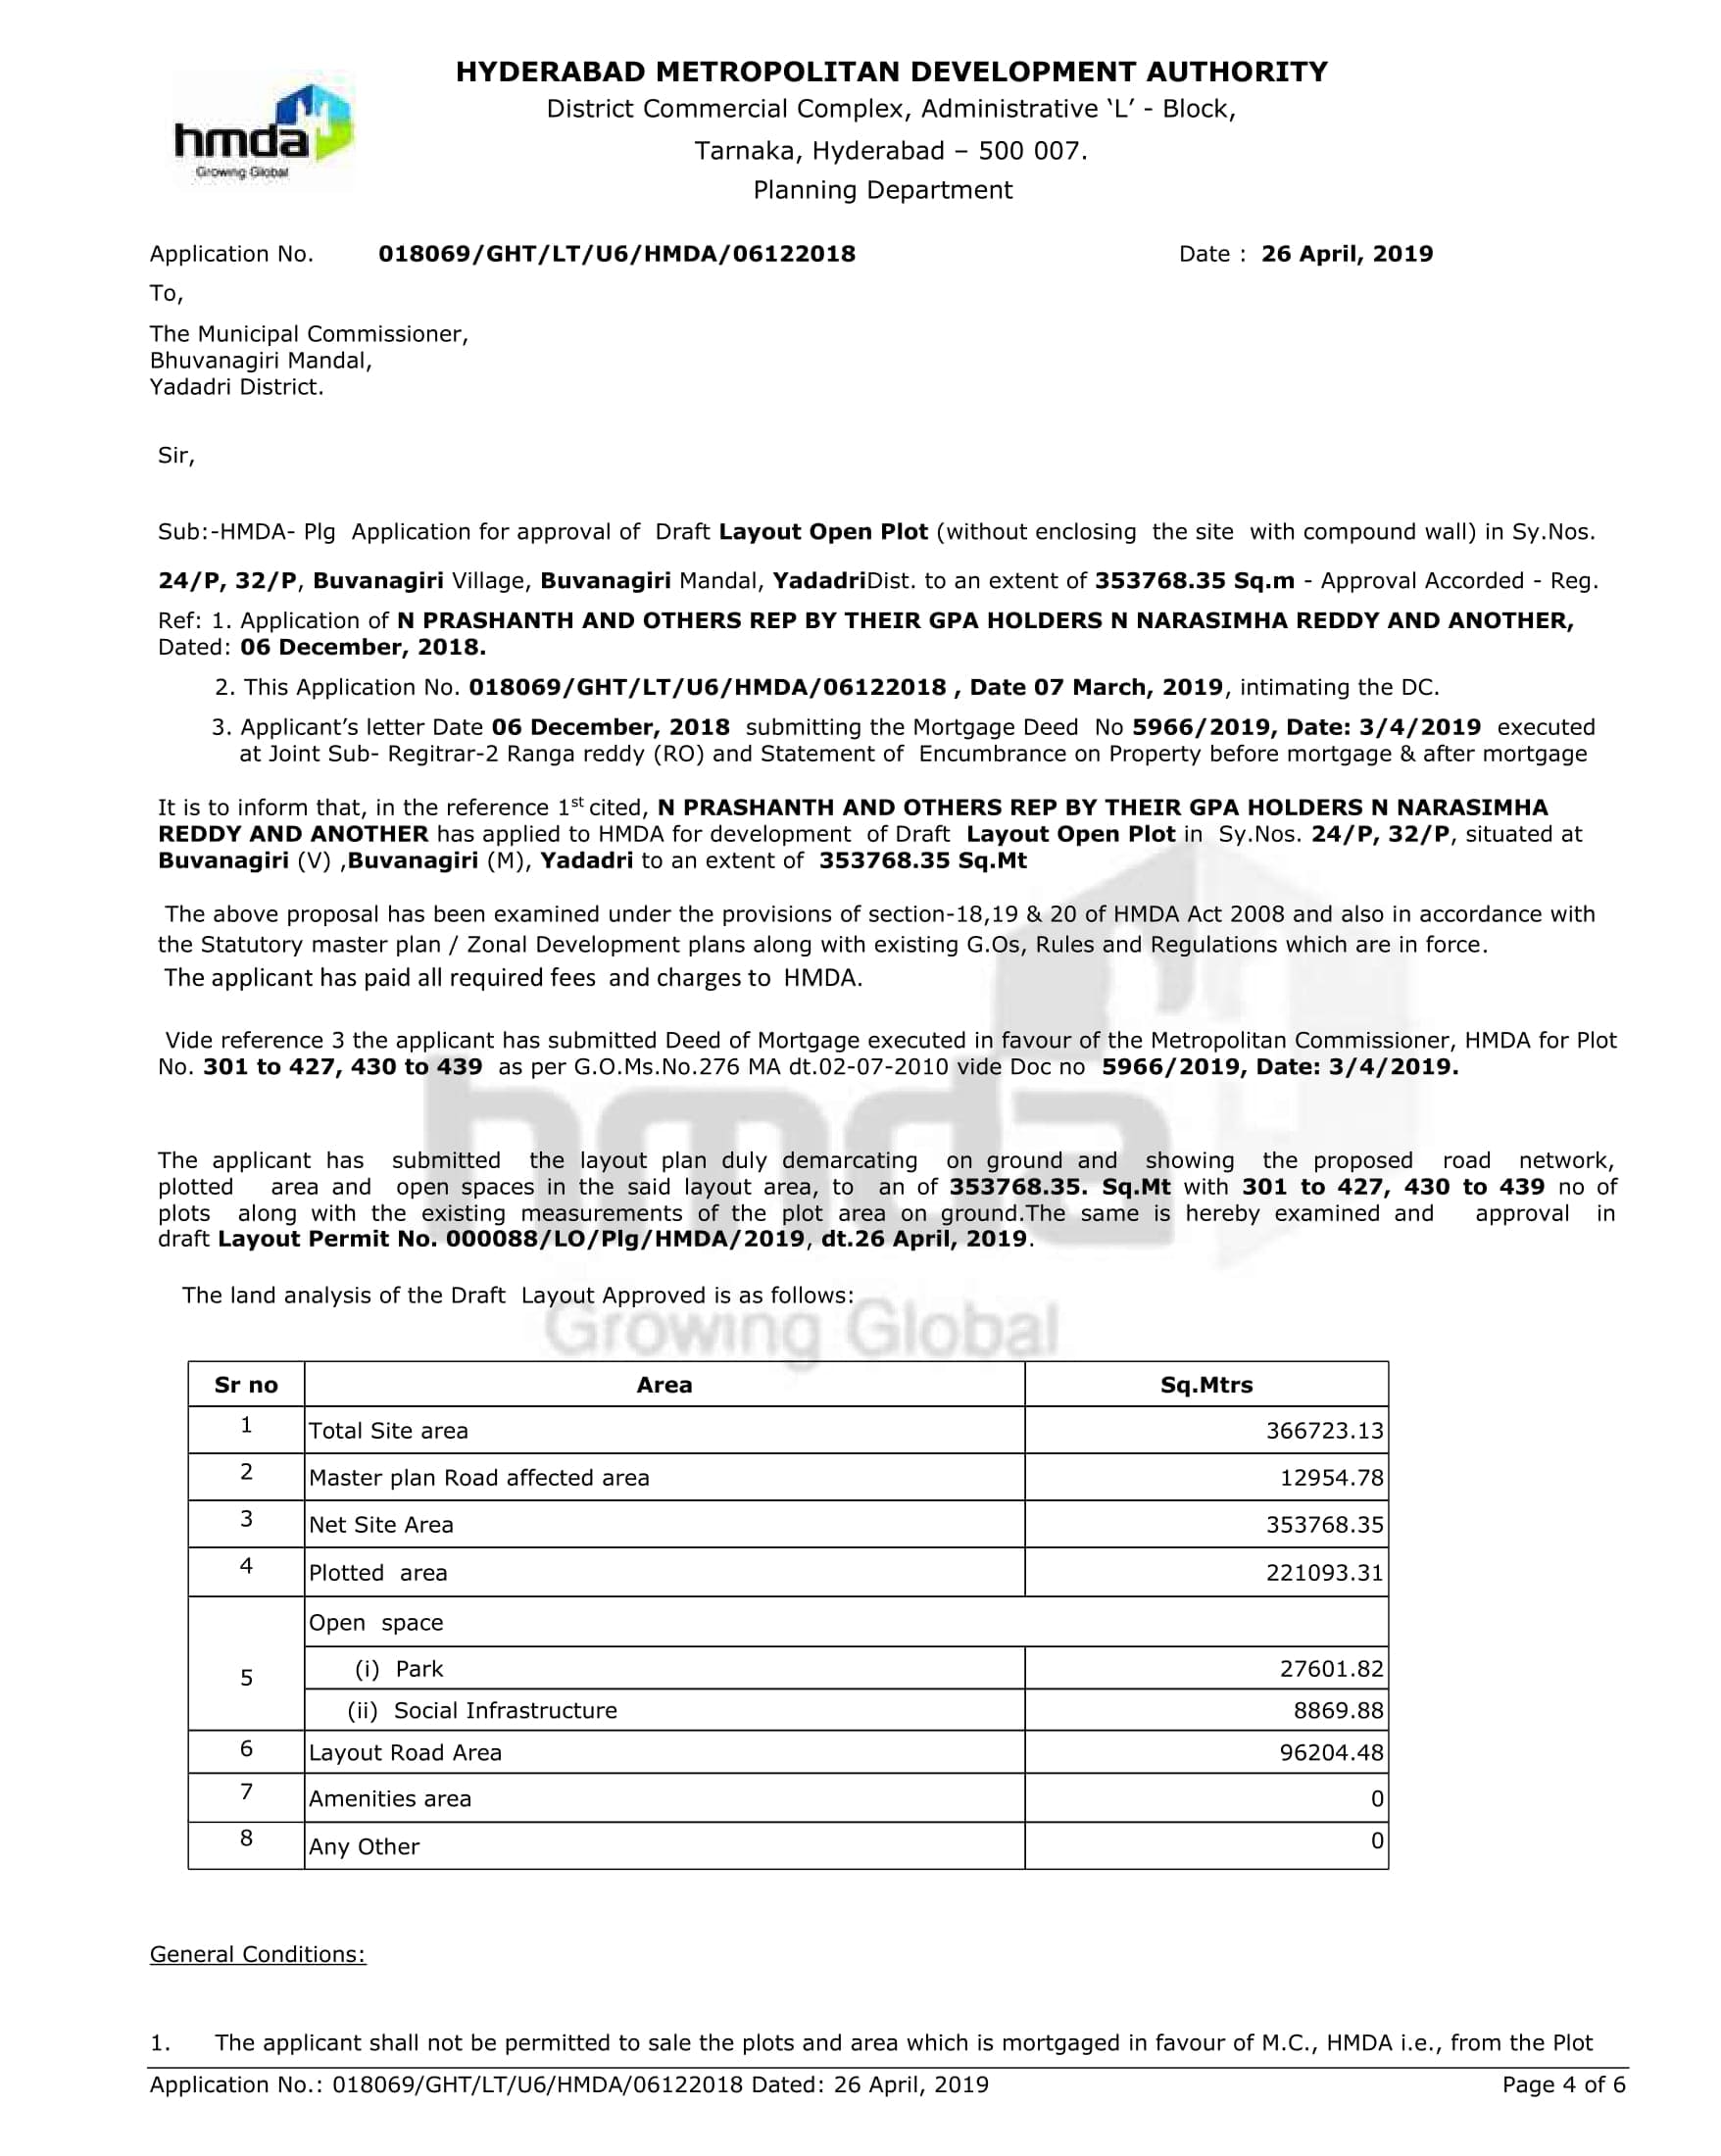 hmda
Growing Global
HYDERABAD METROPOLITAN DEVELOPMENT AUTHORITY
District Commercial Complex, Administrative ‘L’ - Block,
Tarnaka, Hyderabad – 500 007.
Planning Department
Application No. 018069/GHT/LT/U6/HMDA/06122018 Date : 26 April, 2019
To,
The Municipal Commissioner,
Bhuvanagiri Mandal,
Yadadri District.
Sir,
Sub:-HMDA- Plg Application for approval of Draft Layout Open Plot (without enclosing the site with compound wall) in Sy.Nos.
24/P, 32/P, Buvanagiri Village, Buvanagiri Mandal, YadadriDist. to an extent of 353768.35 Sq.m - Approval Accorded - Reg.
Ref: 1. Application of N PRASHANTH AND OTHERS REP BY THEIR GPA HOLDERS N NARASIMHA REDDY AND ANOTHER,
Dated: 06 December, 2018.
2. This Application No. 018069/GHT/LT/U6/HMDA/06122018 , Date 07 March, 2019, intimating the DC.
3. Applicant’s letter Date 06 December, 2018 submitting the Mortgage Deed No 5966/2019, Date: 3/4/2019 executed
at Joint Sub- Regitrar-2 Ranga reddy (RO) and Statement of Encumbrance on Property before mortgage & after mortgage
It is to inform that, in the reference 1st cited, N PRASHANTH AND OTHERS REP BY THEIR GPA HOLDERS N NARASIMHA
REDDY AND ANOTHER has applied to HMDA for development of Draft Layout Open Plot in Sy.Nos. 24/P, 32/P, situated at
Buvanagiri (V) ,Buvanagiri (M), Yadadri to an extent of 353768.35 Sq.Mt
The above proposal has been examined under the provisions of section-18,19 & 20 of HMDA Act 2008 and also in accordance with
the Statutory master plan / Zonal Development plans along with existing G.Os, Rules and Regulations which are in force.
The applicant has paid all required fees and charges to HMDA.
Vide reference 3 the applicant has submitted Deed of Mortgage executed in favour of the Metropolitan Commissioner, HMDA for Plot
No. 301 to 427, 430 to 439 as per G.O.Ms.No.276 MA dt.02-07-2010 vide Doc no 5966/2019, Date: 3/4/2019.
The applicant has submitted the layout plan duly demarcating on ground and showing the proposed road network,
plotted area and open spaces in the said layout area, to an of 353768.35. Sq.Mt with 301 to 427, 430 to 439 no of
plots along with the existing measurements of the plot area on ground.The same is hereby examined and approval in
draft Layout Permit No. 000088/LO/Plg/HMDA/2019, dt.26 April, 2019.
hmda
The land analysis of the Draft Layout Approved is as follows:
Growing Global
Sr no Area Sq.Mtrs
1 Total Site area 366723.13
2 Master plan Road affected area 12954.78
3 Net Site Area 353768.35
4 Plotted area 221093.31
5 Open space
(i) Park 27601.82
(ii) Social Infrastructure 8869.88
6 Layout Road Area 96204.48
7 Amenities area 0
8 Any Other 0
General Conditions:
1. The applicant shall not be permitted to sale the plots and area which is mortgaged in favour of M.C., HMDA i.e., from the Plot
Application No.: 018069/GHT/LT/U6/HMDA/06122018 Dated: 26 April, 2019 Page 4 of 6